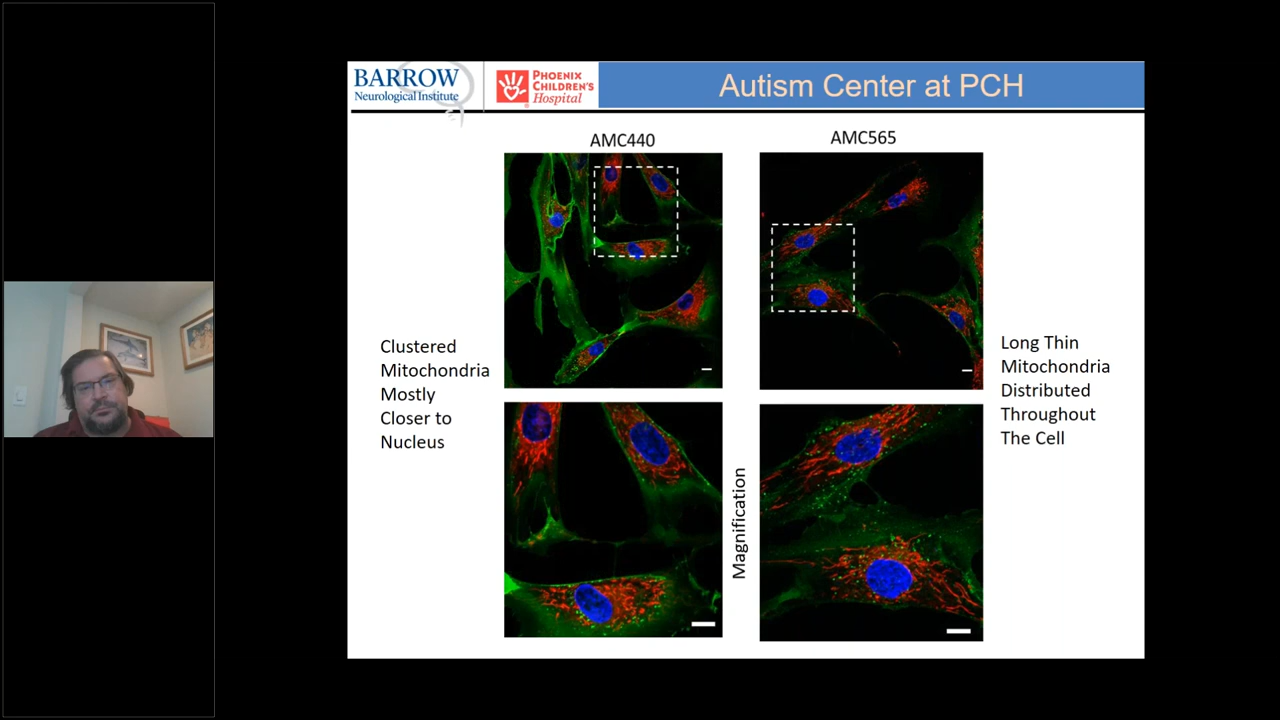 BARROW
Neurological Institute
PHOENIX
CHILDREN'S
Hospital
Autism Center at PCH
AMC440
AMC565
Clustered
Mitochondria
Mostly
Closer to
Nucleus
Magnification
Long Thin
Mitochondria
Distributed
Throughout
The Cell